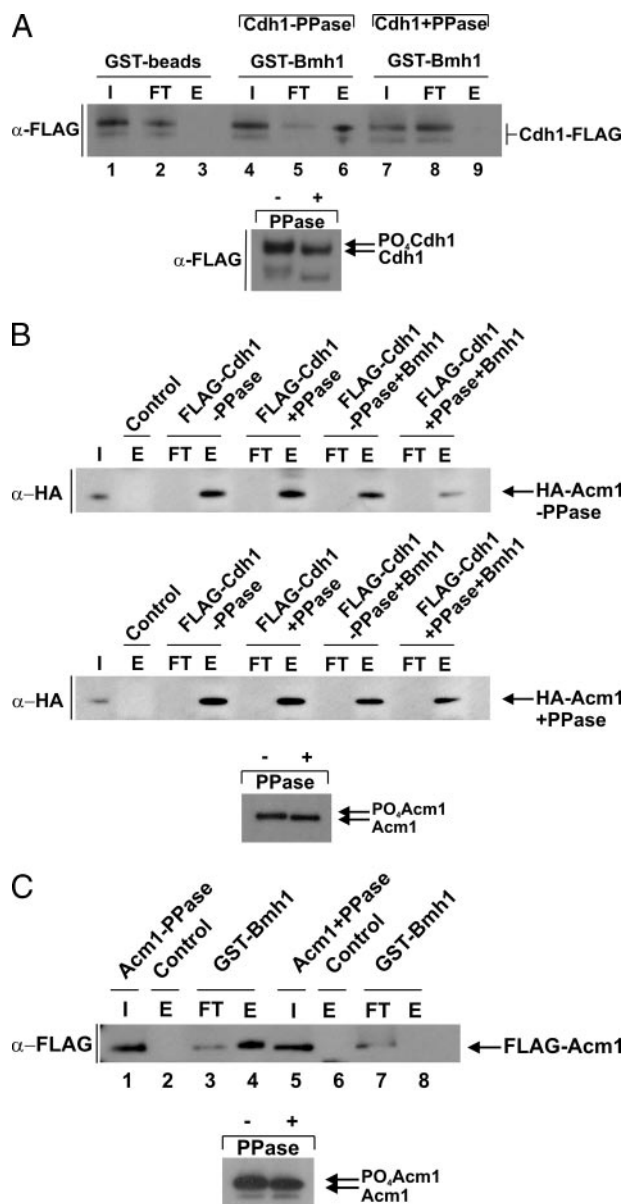 A
Cdh1-PPase Cdh1+PPase
GST-beads GST-Bmh1 GST-Bmh1
I FT E I FT E I FT E
α-FLAG
Cdh1-FLAG
1 2 3 4 5 6 7 8 9
- +
PPase
α-FLAG
PO₄Cdh1
Cdh1
B
Control
FLAG-Cdh1
-PPase
FLAG-Cdh1
+PPase
FLAG-Cdh1
-PPase+Bmh1
FLAG-Cdh1
+PPase+Bmh1
I E FT E FT E FT E FT E
α-HA
HA-Acm1
-PPase
Control
FLAG-Cdh1
-PPase
FLAG-Cdh1
+PPase
FLAG-Cdh1
-PPase+Bmh1
FLAG-Cdh1
+PPase+Bmh1
I E FT E FT E FT E FT E
α-HA
HA-Acm1
+PPase
- +
PPase
PO₄Acm1
Acm1
C
Acm1-PPase
Control
GST-Bmh1
Acm1+PPase
Control
GST-Bmh1
I E FT E I E FT E
α-FLAG
FLAG-Acm1
1 2 3 4 5 6 7 8
- +
PPase
PO₄Acm1
Acm1